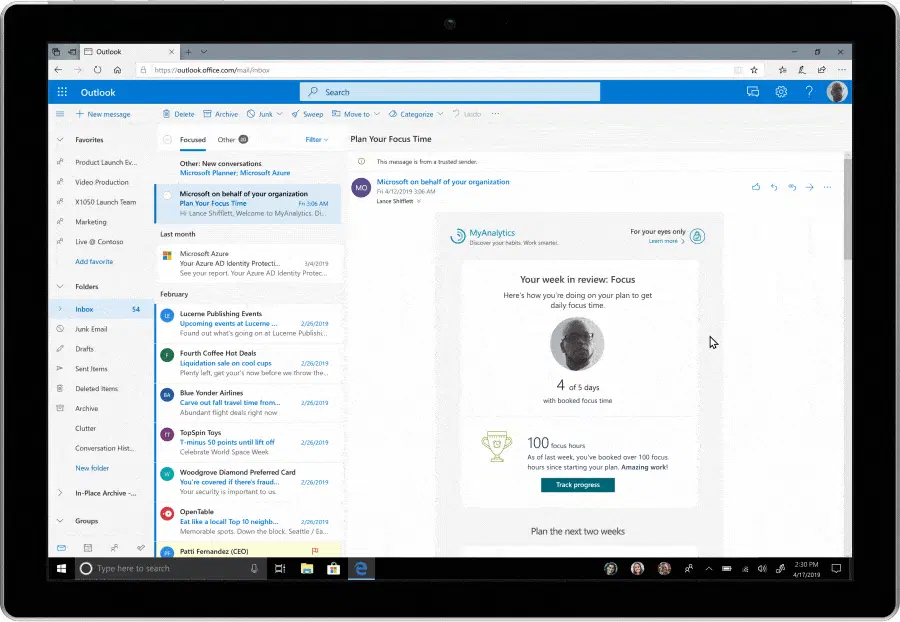 Outlook
https://outlook.office.com/mail/inbox
Outlook
Search
New message
Delete Archive Junk Sweep Move to Categorize Undo
Favorites
Product Launch Ev...
Video Production
X1050 Launch Team
Marketing
Live @ Contoso
Add favorite
Folders
Inbox 54
Junk Email
Drafts
Sent Items
Deleted Items
Archive
Clutter
Conversation Hist...
New folder
In-Place Archive -...
Groups
Focused Other Filter
Other: New conversations
Microsoft Planner; Microsoft Azure
Microsoft on behalf of your organization
Plan Your Focus Time Fri 3:06 AM
Hi Lance Shifflett, Welcome to MyAnalytics. Di...
Last month
Microsoft Azure
Your Azure AD Identity Protecti... 3/4/2019
See your report. Your Azure AD Identity Protec...
February
LE
Lucerne Publishing Events
Upcoming events at Lucerne ... 2/26/2019
Found out what's going on at Lucerne Publishi...
F
Fourth Coffee Hot Deals
Liquidation sale on cool cups 2/26/2019
Plenty left, get your's now before we throw the...
BA
Blue Yonder Airlines
Carve out fall travel time from... 2/26/2019
Abundant flight deals right now
TT
TopSpin Toys
T-minus 50 points until lift off 2/26/2019
Celebrate World Space Week
W
Woodgrove Diamond Preferred Card
You're covered if there's fraud... 2/26/2019
Your security is important to us.
OpenTable
Eat like a local! Top 10 neighb... 2/26/2019
Memorable spots. Down the block. Seattle / Ea...
PF
Patti Fernandez (CEO)
Plan Your Focus Time
This message is from a trusted sender.
MO
Microsoft on behalf of your organization
Fri 4/12/2019 3:06 AM
Lance Shifflett
MyAnalytics
Discover your habits. Work smarter.
For your eyes only
Learn more
Your week in review: Focus
Here's how you're doing on your plan to get
daily focus time.
4 of 5 days
with booked focus time
100 focus hours
As of last week, you've booked over 100 focus
hours since starting your plan. Amazing work!
Track progress
Plan the next two weeks
Type here to search
2:30 PM
4/17/2019